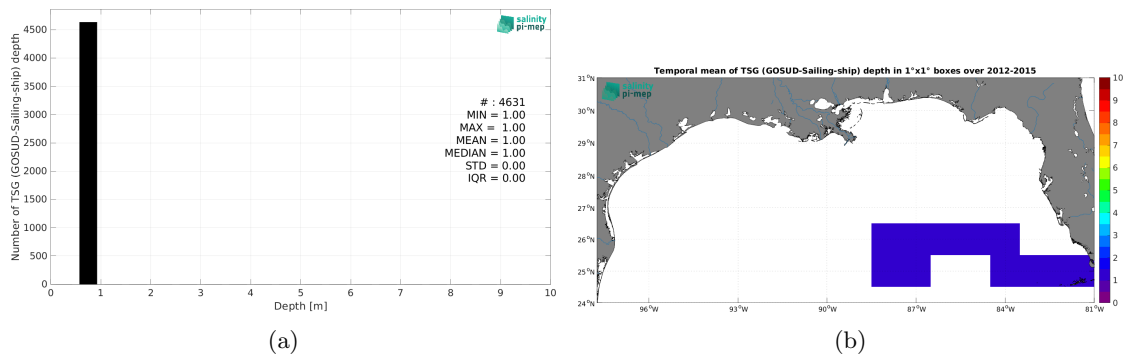 salinity
pi-mep
4500
4000
3500
3000
2500
2000
1500
1000
500
0
Number of TSG (GOSUD-Sailing-ship) depth
# : 4631
MIN = 1.00
MAX = 1.00
MEAN = 1.00
MEDIAN = 1.00
STD = 0.00
IQR = 0.00
0 1 2 3 4 5 6 7 8 9 10
Depth [m]
(a)
Temporal mean of TSG (GOSUD-Sailing-ship) depth in 1°x1° boxes over 2012-2015
salinity
pi-mep
31°N
30°N
29°N
28°N
27°N
26°N
25°N
24°N
96°W 93°W 90°W 87°W 84°W 81°W
10
9
8
7
6
5
4
3
2
1
0
(b)